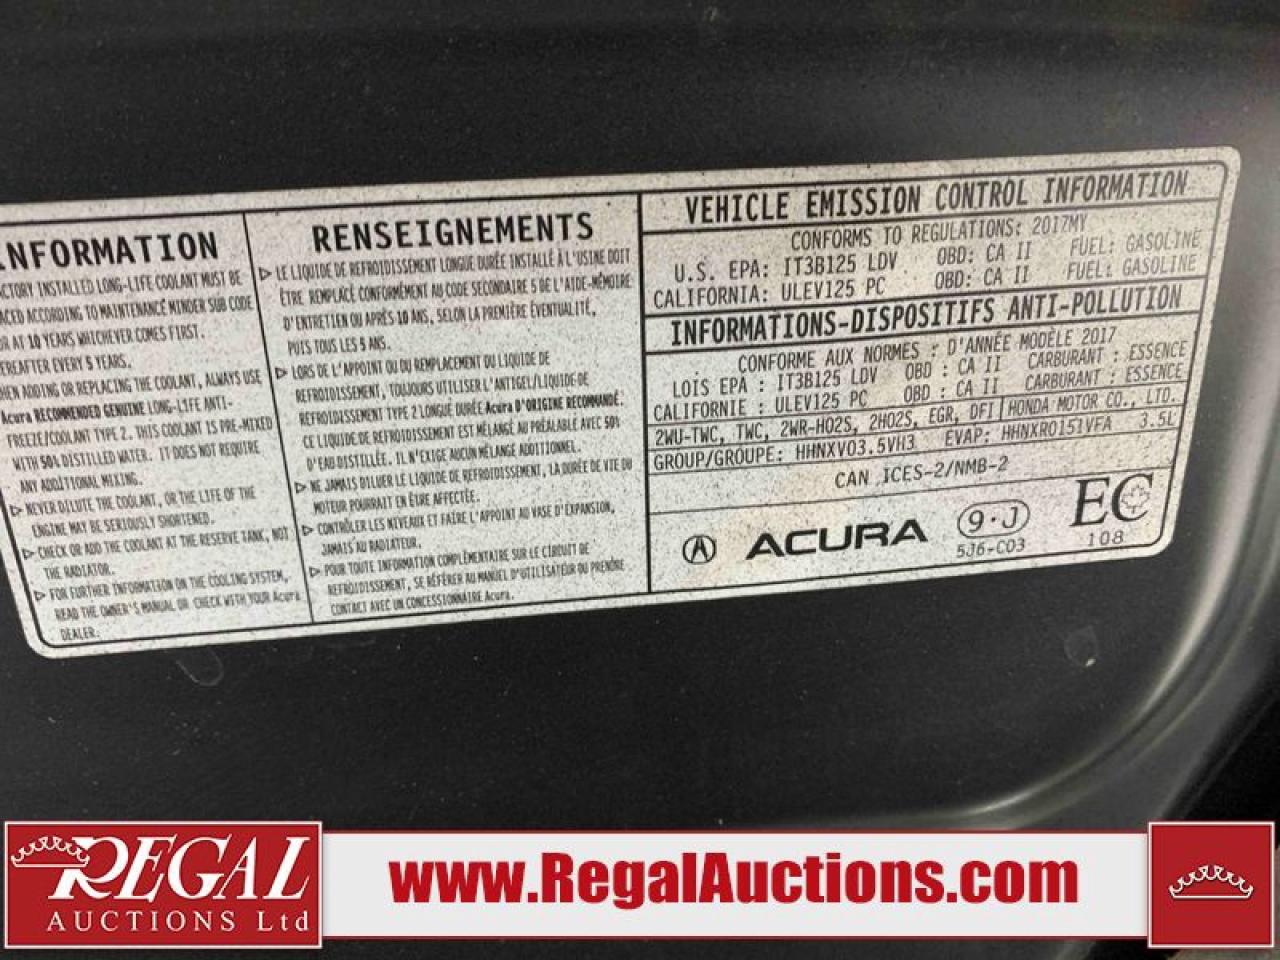 INFORMATION
INSTALLED LONG-LIFE COOLANT MUST BE
ACCORDING TO MAINTENANCE MINDER SUB CODE
OR AT 10 YEARS WHICHEVER COMES FIRST.
EVERY 5 YEARS.
WHEN ADDING OR REPLACING THE COOLANT, ALWAYS USE
Acura RECOMMENDED GENUINE LONG-LIFE ANTI-
FREEZE/COOLANT TYPE 2. THIS COOLANT IS PRE-MIXED
WITH 50% DISTILLED WATER. IT DOES NOT REQUIRE
ANY ADDITIONAL MIXING.
▷ NEVER DILUTE THE COOLANT, OR THE LIFE OF THE
ENGINE MAY BE SERIOUSLY SHORTENED.
▷ CHECK OR ADD THE COOLANT AT THE RESERVE TANK, NOT
THE RADIATOR.
▷ FOR FURTHER INFORMATION ON THE COOLING SYSTEM,
READ THE OWNER'S MANUAL OR CHECK WITH YOUR Acura
DEALER.
RENSEIGNEMENTS
▷ LE LIQUIDE DE REFROIDISSEMENT LONGUE DURÉE INSTALLÉ À L'USINE DOIT
ÊTRE REMPLACÉ CONFORMÉMENT AU CODE SECONDAIRE 5 DE L'AIDE-MÉMOIRE
D'ENTRETIEN OU APRÈS 10 ANS, SELON LA PREMIÈRE ÉVENTUALITÉ,
PUIS TOUS LES 5 ANS.
▷ LORS DE L'APPOINT OU DU REMPLACEMENT DU LIQUIDE DE
REFROIDISSEMENT, TOUJOURS UTILISER L'ANTIGEL/LIQUIDE DE
REFROIDISSEMENT TYPE 2 LONGUE DURÉE Acura D'ORIGINE RECOMMANDÉ.
CE LIQUIDE DE REFROIDISSEMENT EST MÉLANGÉ AU PRÉALABLE AVEC 50%
D'EAU DISTILLÉE. IL N'EXIGE AUCUN MÉLANGE ADDITIONNEL.
▷ NE JAMAIS DILUER LE LIQUIDE DE REFROIDISSEMENT, LA DURÉE DE VIE DU
MOTEUR POURRAIT EN ÊTRE AFFECTÉE.
▷ CONTRÔLER LES NIVEAUX ET FAIRE L'APPOINT AU VASE D'EXPANSION,
JAMAIS AU RADIATEUR.
▷ POUR TOUTE INFORMATION COMPLÉMENTAIRE SUR LE CIRCUIT DE
REFROIDISSEMENT, SE RÉFÉRER AU MANUEL D'UTILISATEUR OU PRENDRE
CONTACT AVEC UN CONCESSIONNAIRE Acura.
VEHICLE EMISSION CONTROL INFORMATION
CONFORMS TO REGULATIONS: 2017MY
U.S. EPA: IT3B125 LDV OBD: CA II FUEL: GASOLINE
CALIFORNIA: ULEV125 PC OBD: CA II FUEL: GASOLINE
INFORMATIONS-DISPOSITIFS ANTI-POLLUTION
CONFORME AUX NORMES : D'ANNÉE MODÈLE 2017
LOIS EPA : IT3B125 LDV OBD : CA II CARBURANT : ESSENCE
CALIFORNIE : ULEV125 PC OBD : CA II CARBURANT : ESSENCE
2WU-TWC, TWC, 2WR-HO2S, 2HO2S, EGR, DFI HONDA MOTOR CO., LTD.
GROUP/GROUPE: HHNXV03.5VH3 EVAP: HHNXR0151VFA 3.5L
CAN ICES-2/NMB-2
ACURA 9·J EC
5J6-C03 108
REGAL
AUCTIONS Ltd
www.RegalAuctions.com